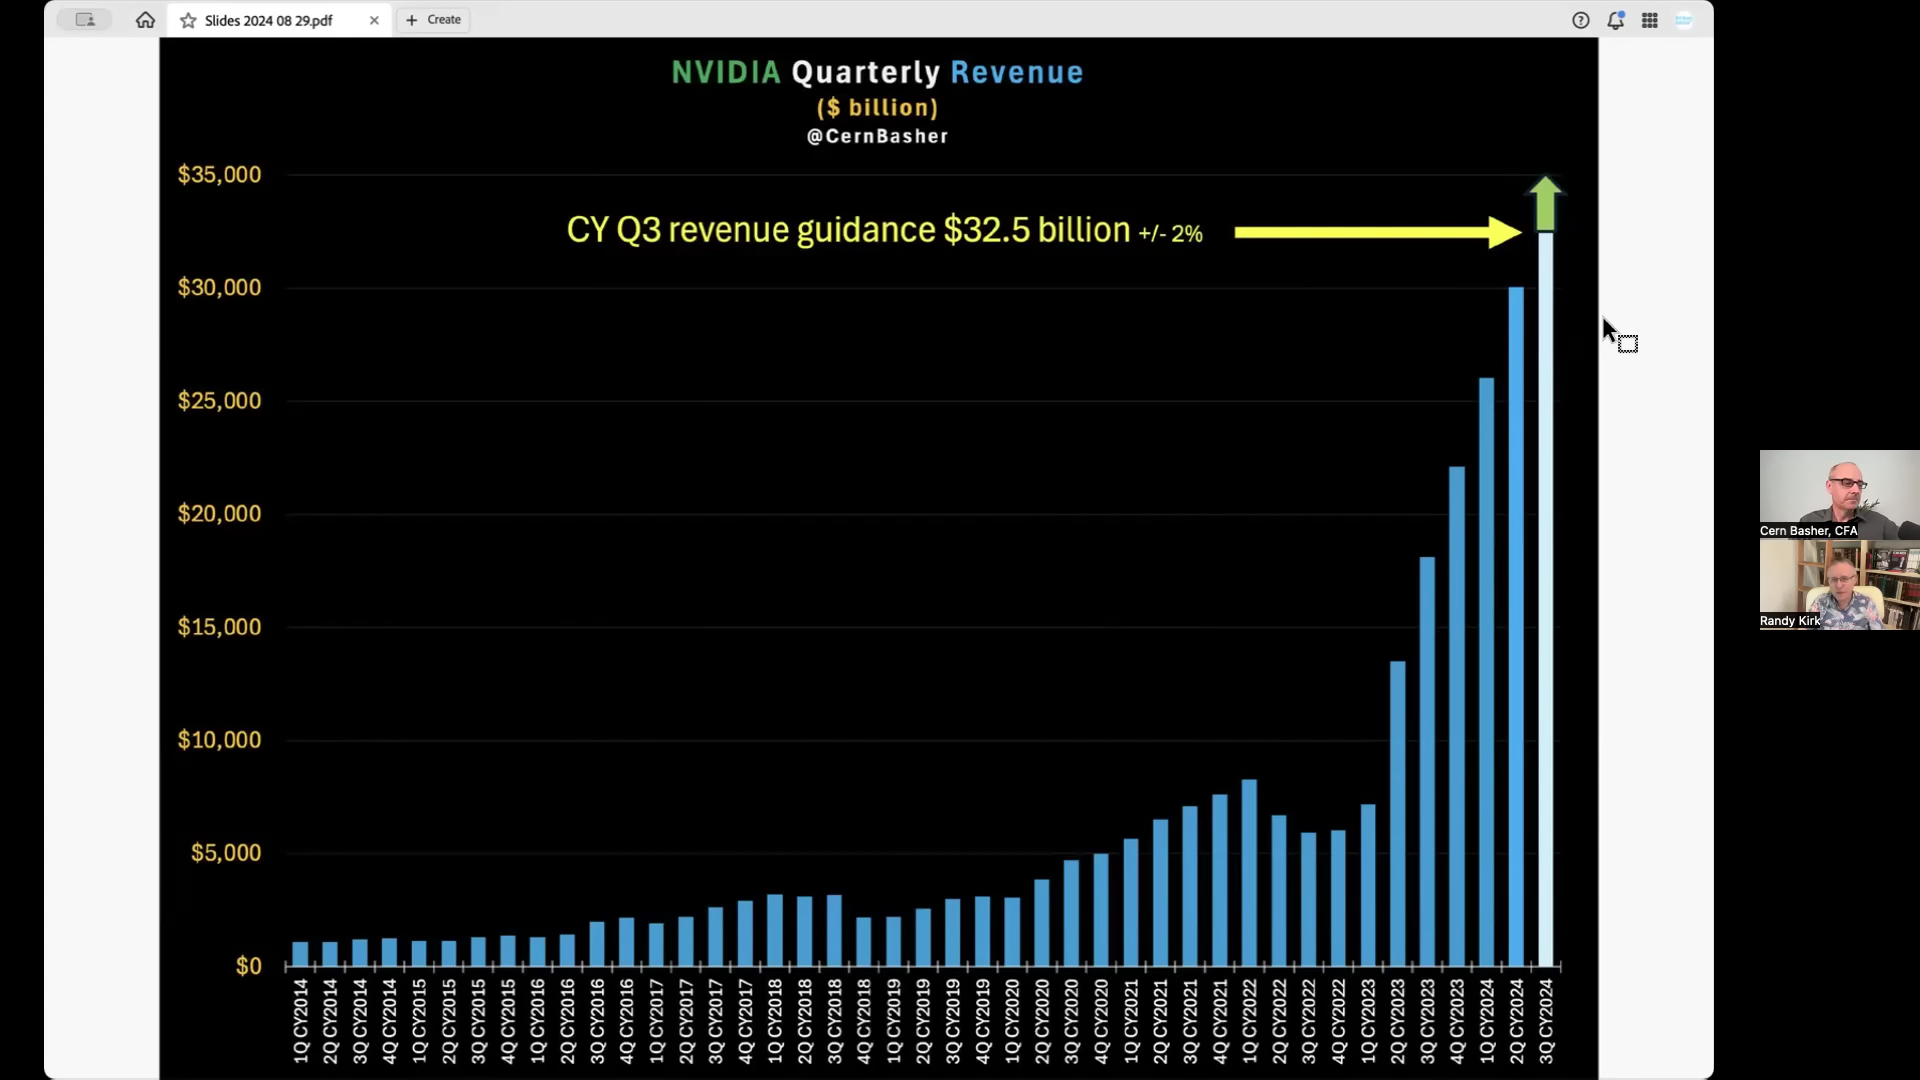 Slides 2024 08 29.pdf
Create
NVIDIA Quarterly Revenue
($ billion)
@CernBasher
$35,000
CY Q3 revenue guidance $32.5 billion +/- 2%
$30,000
$25,000
$20,000
$15,000
$10,000
$5,000
$0
1Q CY2014
2Q CY2014
3Q CY2014
4Q CY2014
1Q CY2015
2Q CY2015
3Q CY2015
4Q CY2015
1Q CY2016
2Q CY2016
3Q CY2016
4Q CY2016
1Q CY2017
2Q CY2017
3Q CY2017
4Q CY2017
1Q CY2018
2Q CY2018
3Q CY2018
4Q CY2018
1Q CY2019
2Q CY2019
3Q CY2019
4Q CY2019
1Q CY2020
2Q CY2020
3Q CY2020
4Q CY2020
1Q CY2021
2Q CY2021
3Q CY2021
4Q CY2021
1Q CY2022
2Q CY2022
3Q CY2022
4Q CY2022
1Q CY2023
2Q CY2023
3Q CY2023
4Q CY2023
1Q CY2024
2Q CY2024
3Q CY2024
Cern Basher, CFA
Randy Kirk